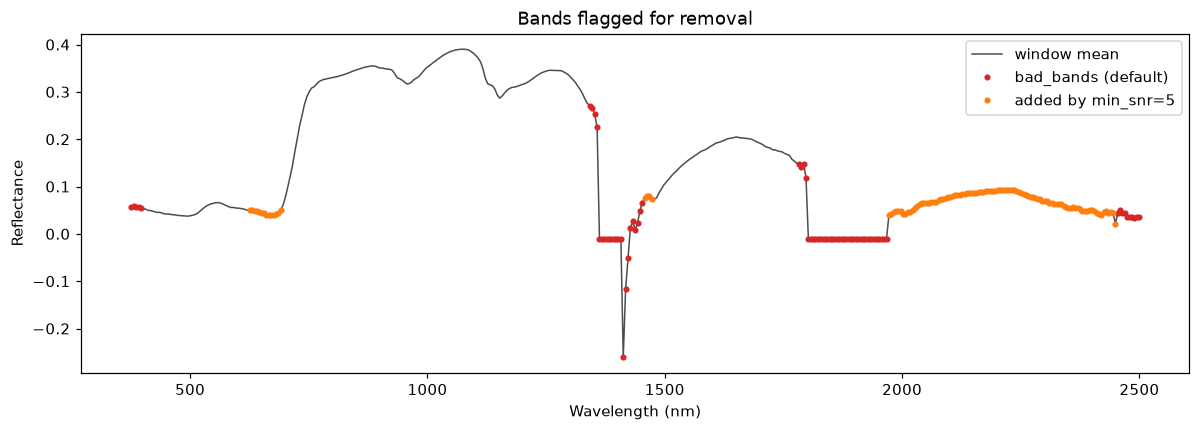 Bands flagged for removal
window mean
bad_bands (default)
added by min_snr=5
Reflectance
0.4
0.3
0.2
0.1
0.0
−0.1
−0.2
500
1000
1500
2000
2500
Wavelength (nm)